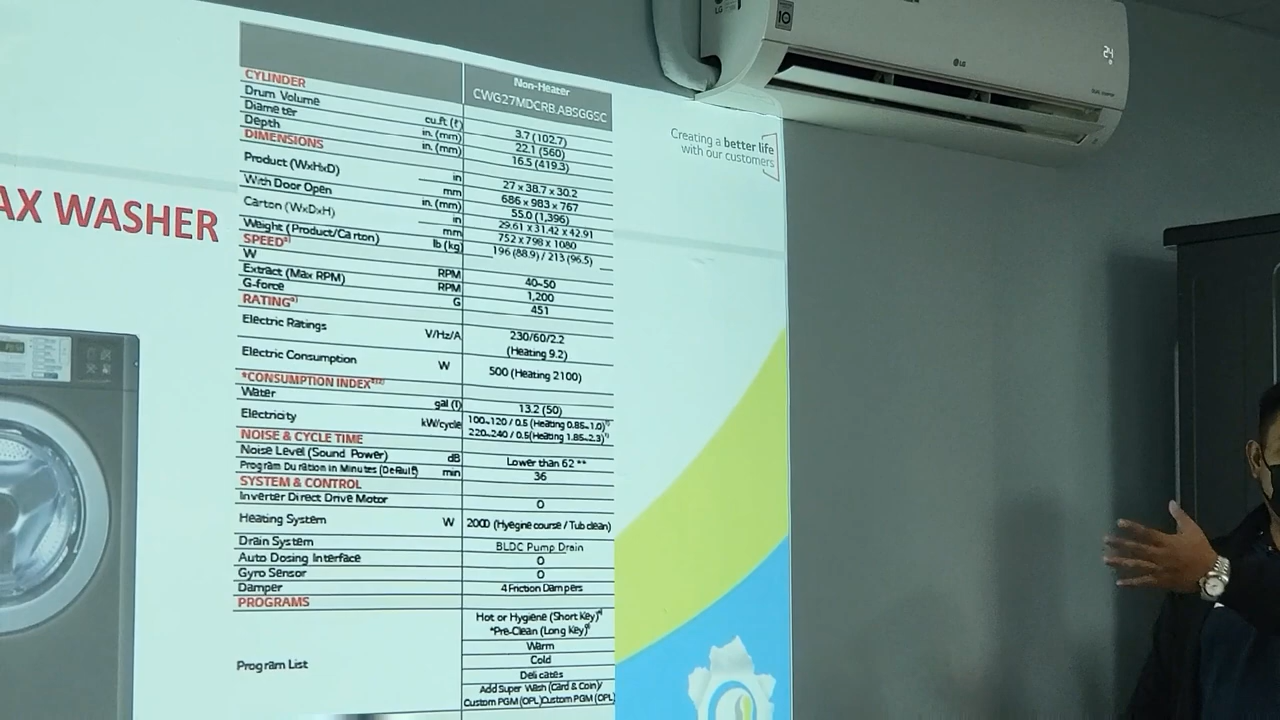 Non-Heater
CWG27MDCRB.ABSGGSC
CYLINDER
Drum Volume cu.ft (ℓ) 3.7 (102.7)
Diameter in. (mm) 22.1 (560)
Depth in. (mm) 16.5 (419.3)
DIMENSIONS
Product (WxHxD) in 27 x 38.7 x 30.2
mm 686 x 983 x 767
With Door Open in. (mm) 55.0 (1,396)
Carton (WxDxH) in 29.61 x 31.42 x 42.91
mm 752 x 798 x 1080
Weight (Product/Carton) lb (kg) 196 (88.9) / 213 (96.5)
SPEED
W RPM 40~50
Extract (Max RPM) RPM 1,200
G-force G 451
RATING
Electric Ratings V/Hz/A 230/60/2.2
(Heating 9.2)
Electric Consumption W 500 (Heating 2100)
*CONSUMPTION INDEX
Water gal (ℓ) 13.2 (50)
Electricity kW/cycle 100~120 / 0.5 (Heating 0.85~1.0)
220~240 / 0.5(Heating 1.85~2.3)
NOISE & CYCLE TIME
Noise Level (Sound Power) dB Lower than 62 **
Program Duration in Minutes (Default) min 36
SYSTEM & CONTROL
Inverter Direct Drive Motor O
Heating System W 2000 (Hyegine course / Tub clean)
Drain System BLDC Pump Drain
Auto Dosing Interface O
Gyro Sensor O
Damper 4 Friction Dampers
PROGRAMS
Program List
Hot or Hygiene (Short Key)
*Pre-Clean (Long Key)
Warm
Cold
Delicates
Add Super Wash (Card & Coin)/
Custom PGM (OPL)Custom PGM (OPL)
AX WASHER
Creating a better life
with our customers
LG
10
LG
24